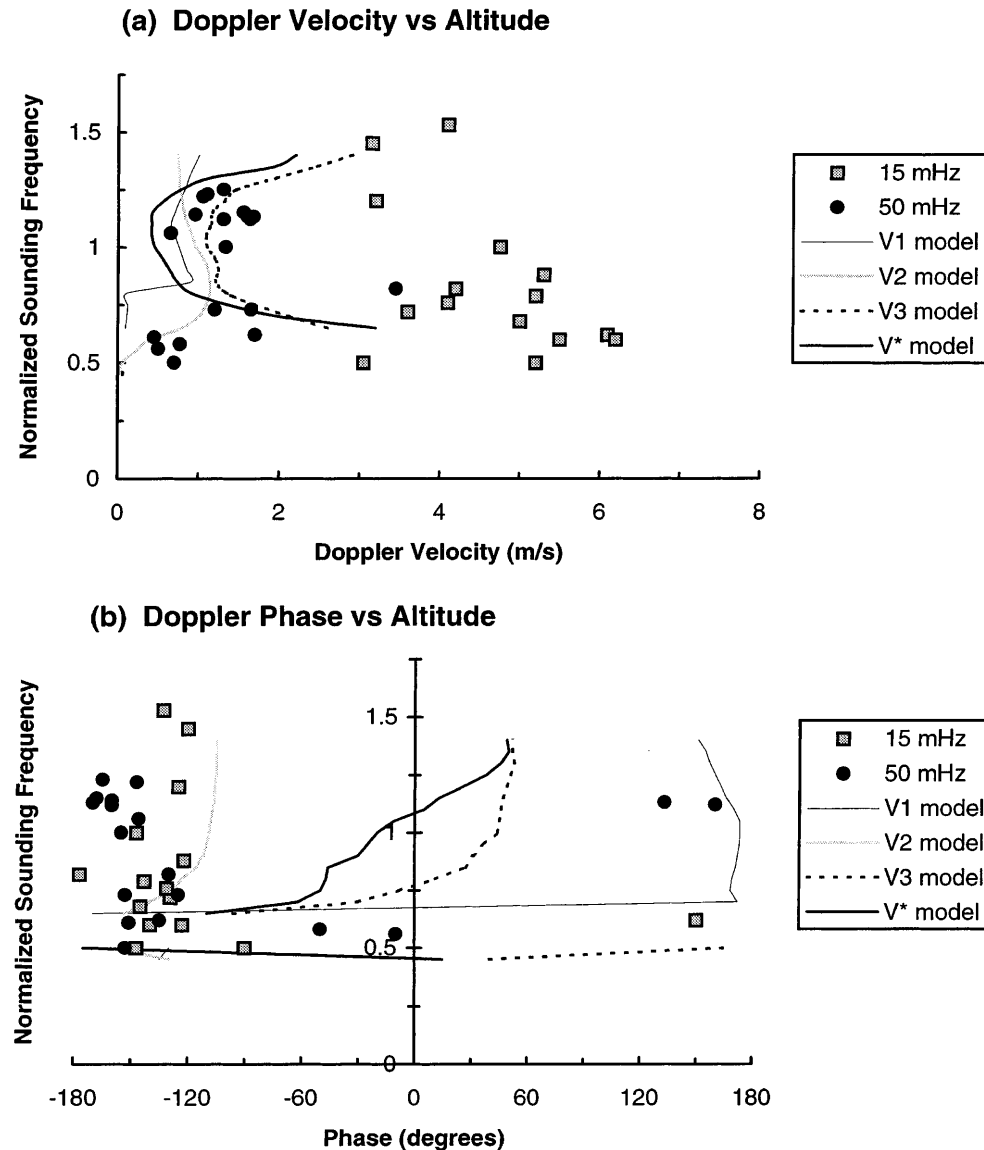 (a) Doppler Velocity vs Altitude
Normalized Sounding Frequency
1.5
1
0.5
0
0 2 4 6 8
Doppler Velocity (m/s)
15 mHz
50 mHz
V1 model
V2 model
V3 model
V* model
(b) Doppler Phase vs Altitude
Normalized Sounding Frequency
1.5
1
0.5
0
-180 -120 -60 0 60 120 180
Phase (degrees)
15 mHz
50 mHz
V1 model
V2 model
V3 model
V* model